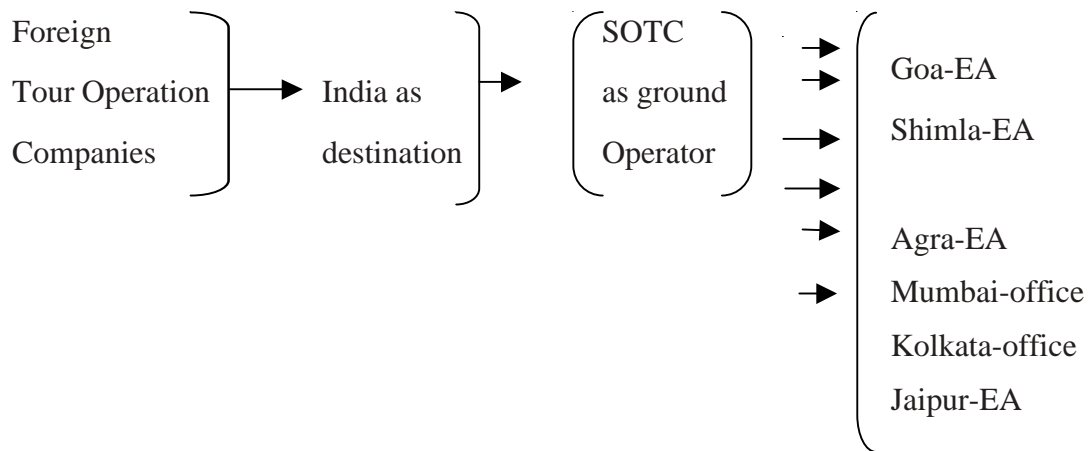 Foreign
Tour Operation
Companies
India as
destination
SOTC
as ground
Operator
Goa-EA
Shimla-EA
Agra-EA
Mumbai-office
Kolkata-office
Jaipur-EA